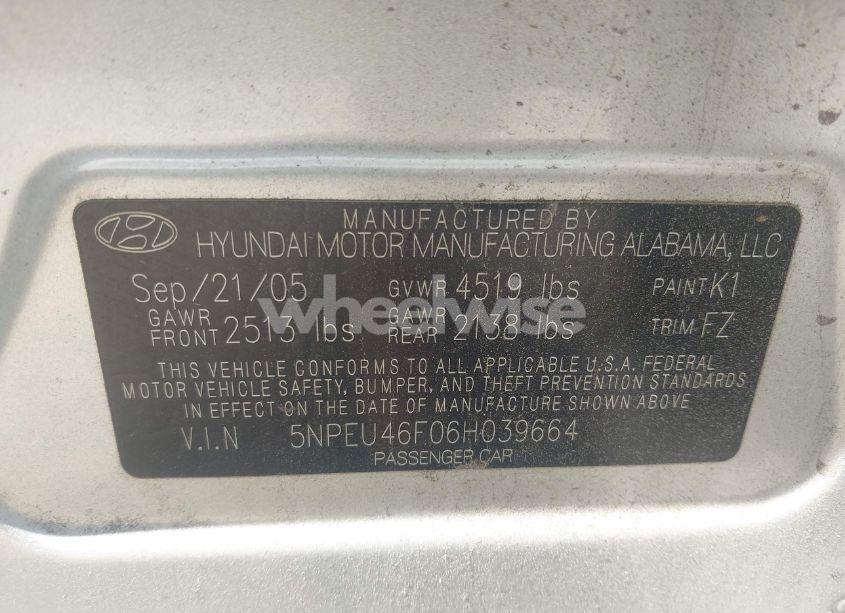 MANUFACTURED BY
HYUNDAI MOTOR MANUFACTURING ALABAMA, LLC
Sep/21/05 GVWR 4519 lbs PAINT K1
GAWR FRONT 2513 lbs GAWR REAR 2138 lbs TRIM FZ
wheelwise
THIS VEHICLE CONFORMS TO ALL APPLICABLE U.S.A. FEDERAL
MOTOR VEHICLE SAFETY, BUMPER, AND THEFT PREVENTION STANDARDS
IN EFFECT ON THE DATE OF MANUFACTURE SHOWN ABOVE
V.I.N 5NPEU46F06H039664
PASSENGER CAR